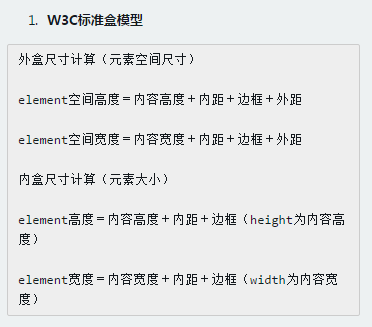 1. W3C标准盒模型
外盒尺寸计算（元素空间尺寸）
element空间高度＝内容高度＋内距＋边框＋外距
element空间宽度＝内容宽度＋内距＋边框＋外距
内盒尺寸计算（元素大小）
element高度＝内容高度＋内距＋边框（height为内容高
度）
element宽度＝内容宽度＋内距＋边框（width为内容宽
度）